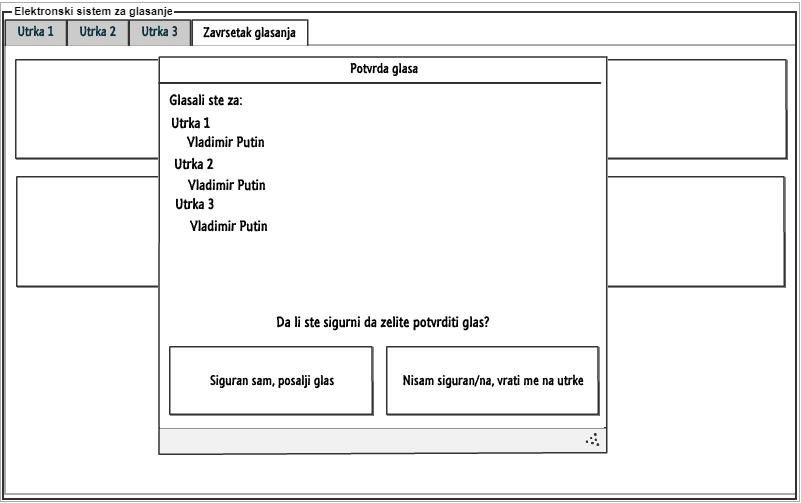 Elektronski sistem za glasanje
Utrka 1
Utrka 2
Utrka 3
Zavrsetak glasanja
Potvrda glasa
Glasali ste za:
Utrka 1
Vladimir Putin
Utrka 2
Vladimir Putin
Utrka 3
Vladimir Putin
Da li ste sigurni da zelite potvrditi glas?
Siguran sam, posalji glas
Nisam siguran/na, vrati me na utrke